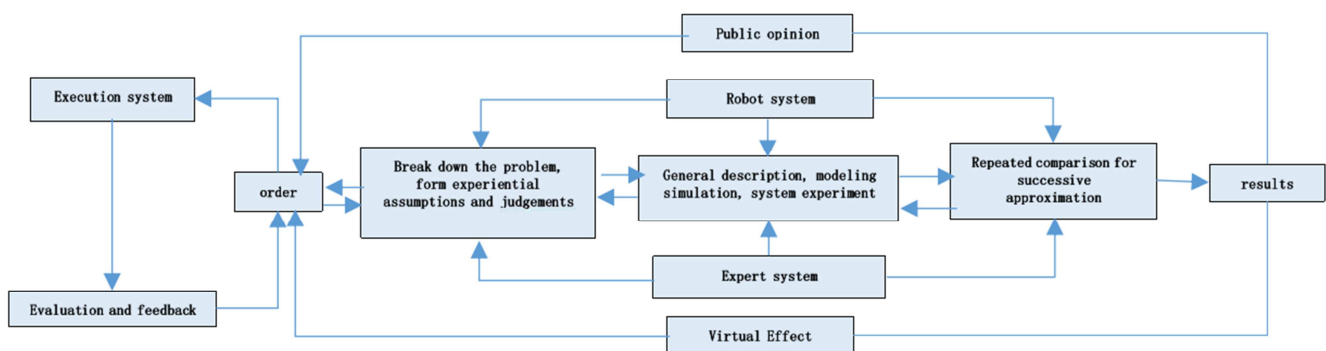 Public opinion
Execution system
Robot system
Break down the problem,
form experiential
assumptions and judgements
General description, modeling
simulation, system experiment
Repeated comparison for
successive
approximation
order
results
Expert system
Evaluation and feedback
Virtual Effect